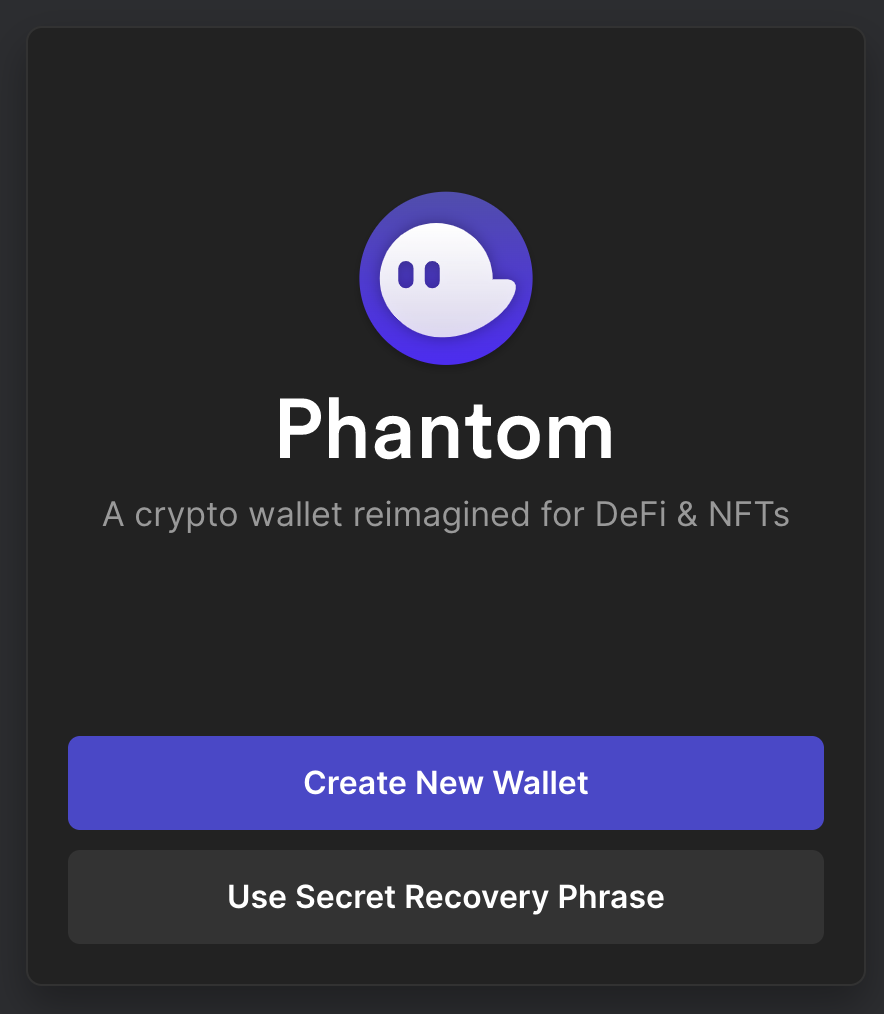 Phantom
A crypto wallet reimagined for DeFi & NFTs
Create New Wallet
Use Secret Recovery Phrase